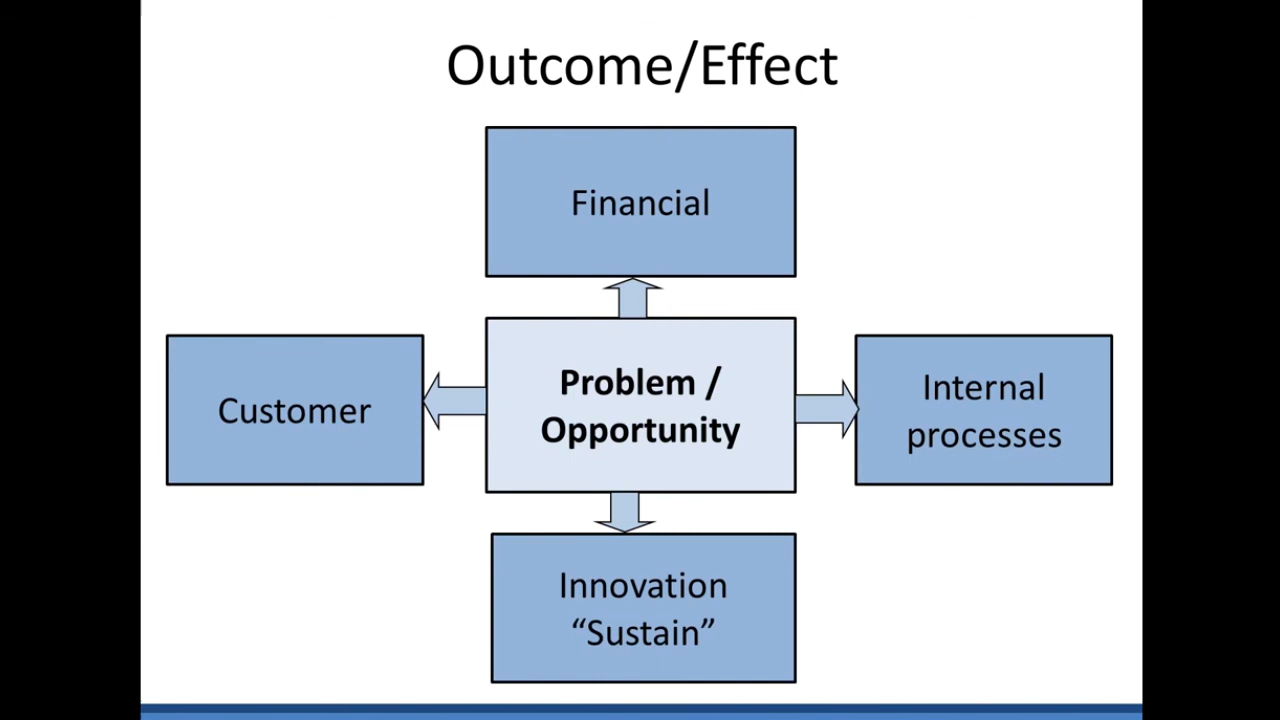 Outcome/Effect
Financial
Customer
Problem /
Opportunity
Internal
processes
Innovation
“Sustain”